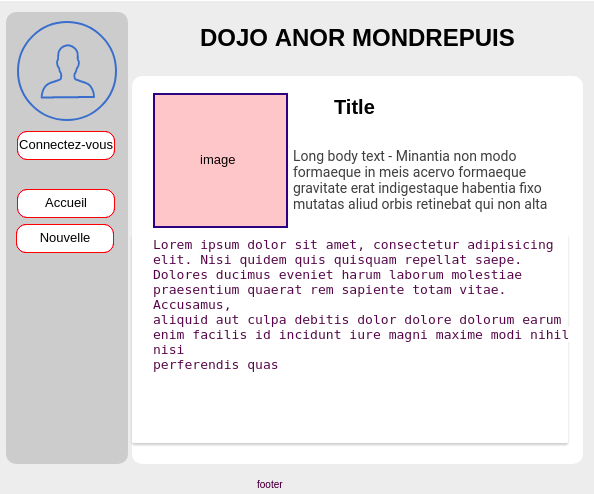 DOJO ANOR MONDREPUIS
Connectez-vous
Accueil
Nouvelle
image
Title
Long body text - Minantia non modo
formaeque in meis acervo formaeque
gravitate erat indigestaque habentia fixo
mutatas aliud orbis retinebat qui non alta
Lorem ipsum dolor sit amet, consectetur adipisicing
elit. Nisi quidem quis quisquam repellat saepe.
Dolores ducimus eveniet harum laborum molestiae
praesentium quaerat rem sapiente totam vitae.
Accusamus,
aliquid aut culpa debitis dolor dolore dolorum earum
enim facilis id incidunt iure magni maxime modi nihil
nisi
perferendis quas
footer